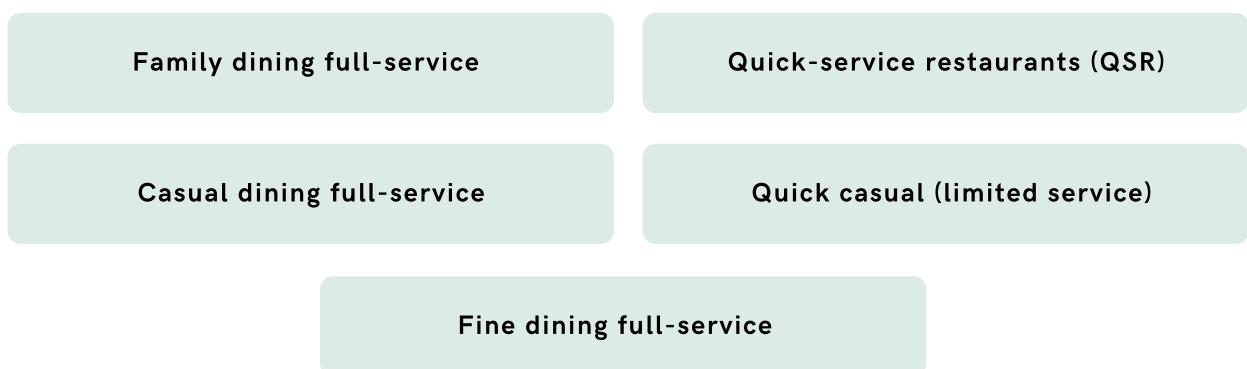 Family dining full-service
Quick-service restaurants (QSR)
Casual dining full-service
Quick casual (limited service)
Fine dining full-service